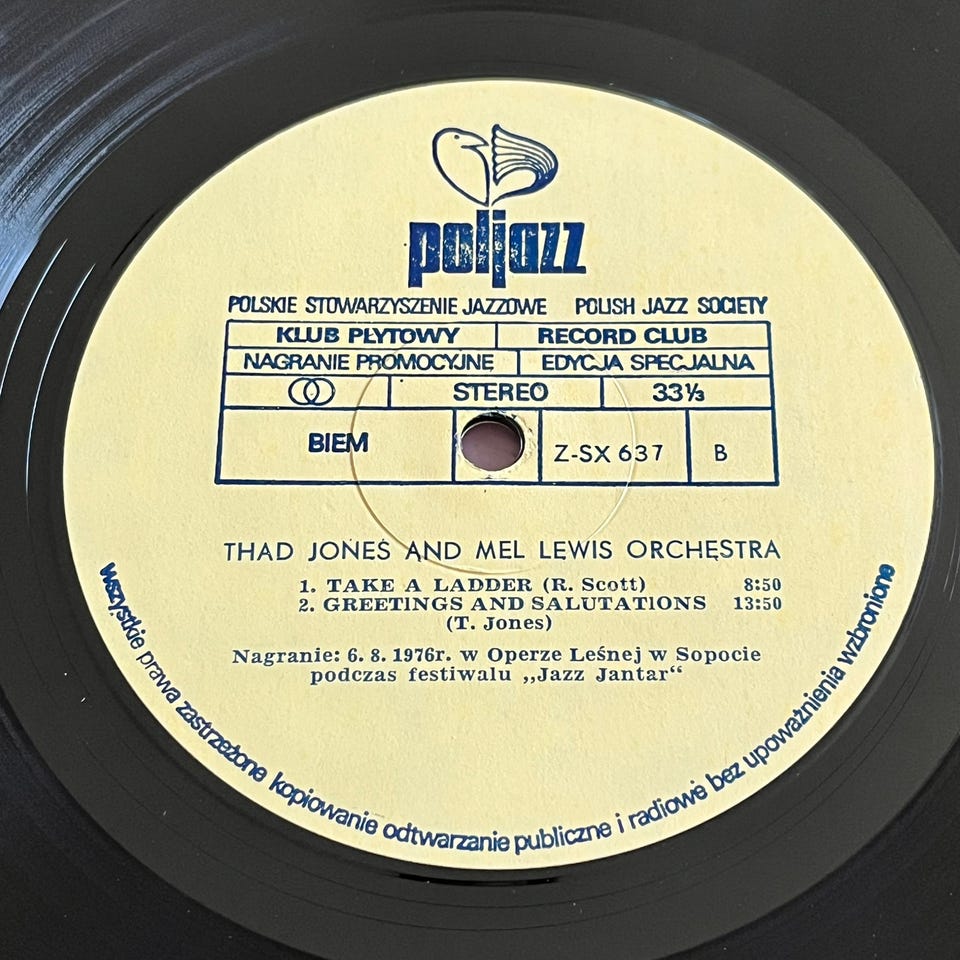 poljazz
POLSKIE STOWARZYSZENIE JAZZOWE POLISH JAZZ SOCIETY
KLUB PŁYTOWY RECORD CLUB
NAGRANIE PROMOCYJNE EDYCJA SPECJALNA
STEREO 33⅓
BIEM Z-SX 637 B
THAD JONES AND MEL LEWIS ORCHESTRA
1. TAKE A LADDER (R. Scott) 8:50
2. GREETINGS AND SALUTATIONS 13:50
(T. Jones)
Nagranie: 6. 8. 1976r. w Operze Leśnej w Sopocie
podczas festiwalu ,,Jazz Jantar“
wszystkie prawa zastrzeżone kopiowanie odtwarzanie publiczne i radiowe bez upoważnienia wzbronione